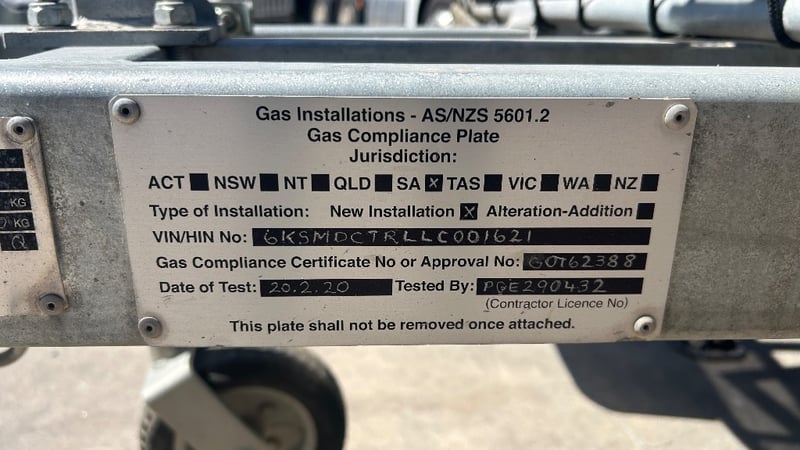 Gas Installations - AS/NZS 5601.2
Gas Compliance Plate
Jurisdiction:
ACT NSW NT QLD SA X TAS VIC WA NZ
Type of Installation: New Installation X Alteration-Addition
VIN/HIN No: 6KSMDCTRLLC001621
Gas Compliance Certificate No or Approval No: GOT62388
Date of Test: 20.2.20 Tested By: PGE290432
(Contractor Licence No)
This plate shall not be removed once attached.
KG
KG
Q